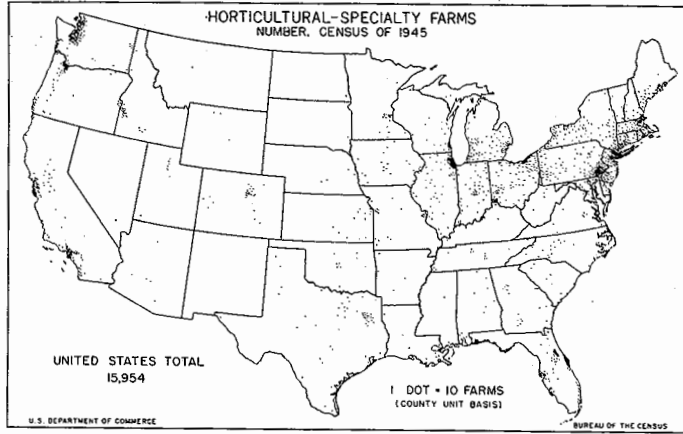 HORTICULTURAL-SPECIALTY FARMS
NUMBER, CENSUS OF 1945
UNITED STATES TOTAL
15,954
1 DOT = 10 FARMS
(COUNTY UNIT BASIS)
U.S. DEPARTMENT OF COMMERCE
BUREAU OF THE CENSUS